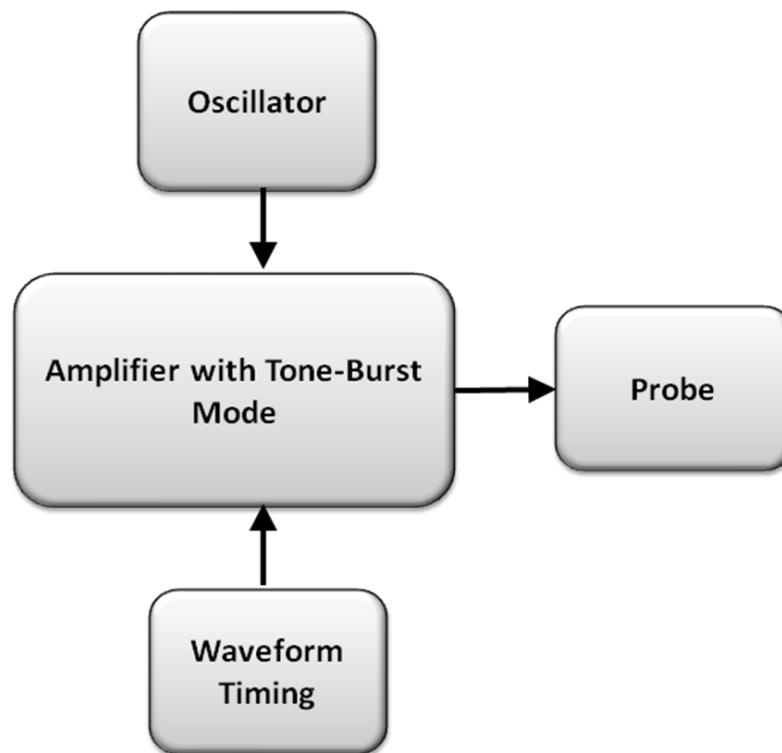 Oscillator
Amplifier with Tone-Burst
Mode
Probe
Waveform
Timing